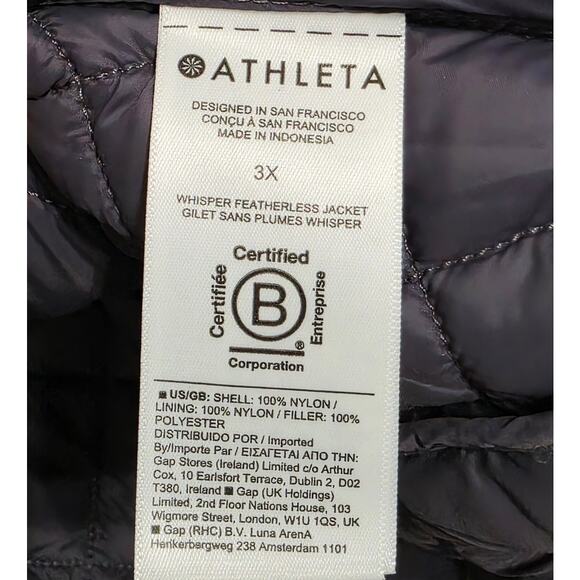 ATHLETA
DESIGNED IN SAN FRANCISCO
CONÇU À SAN FRANCISCO
MADE IN INDONESIA
3X
WHISPER FEATHERLESS JACKET
GILET SANS PLUMES WHISPER
Certified
Certifiée
B
Entreprise
®
Corporation
US/GB: SHELL: 100% NYLON /
LINING: 100% NYLON / FILLER: 100%
POLYESTER
DISTRIBUIDO POR / Imported
By/Importe Par / ΕΙΣΑΓΕΤΑΙ ΑΠΟ ΤΗΝ:
Gap Stores (Ireland) Limited c/o Arthur
Cox, 10 Earlsfort Terrace, Dublin 2, D02
T380, Ireland ■ Gap (UK Holdings)
Limited, 2nd Floor Nations House, 103
Wigmore Street, London, W1U 1QS, UK
■ Gap (RHC) B.V. Luna ArenA
Herikerbergweg 238 Amsterdam 1101